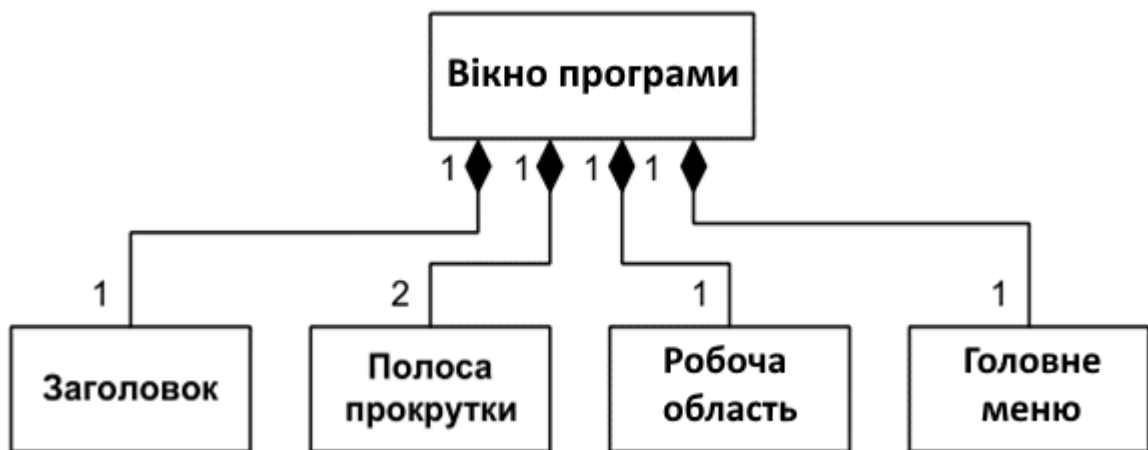 Вікно програми
1 1 1 1
1 2 1 1
Заголовок
Полоса
прокрутки
Робоча
область
Головне
меню